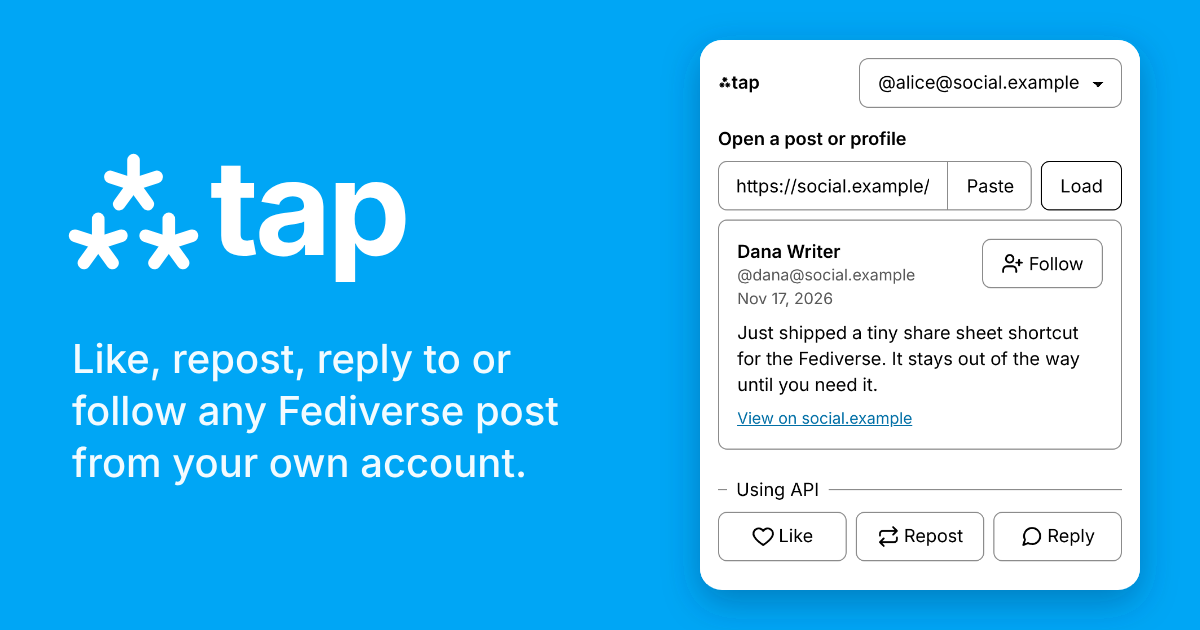 tap
Like, repost, reply to or
follow any Fediverse post
from your own account.
tap
@alice@social.example
Open a post or profile
https://social.example/
Paste
Load
Dana Writer
@dana@social.example
Nov 17, 2026
Follow
Just shipped a tiny share sheet shortcut
for the Fediverse. It stays out of the way
until you need it.
View on social.example
Using API
Like
Repost
Reply